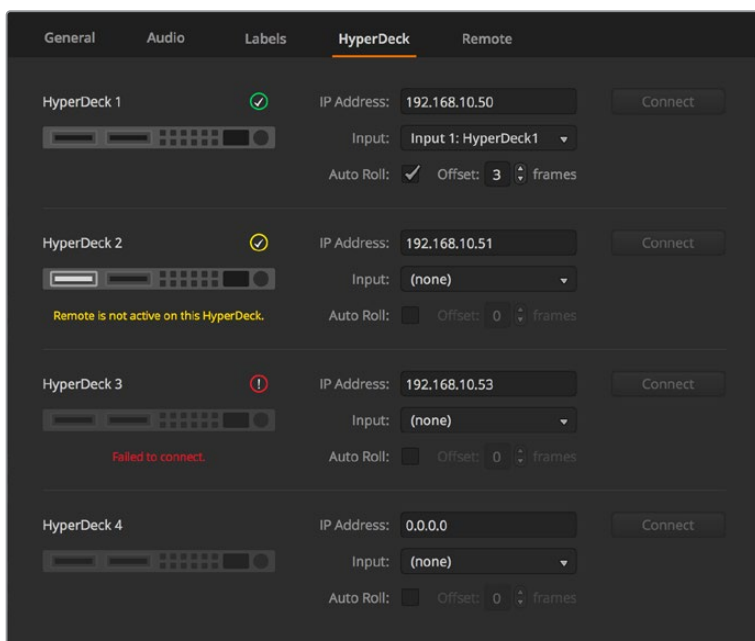 General Audio Labels HyperDeck Remote
HyperDeck 1 IP Address: 192.168.10.50 Connect
Input: Input 1: HyperDeck1
Auto Roll: Offset: 3 frames
HyperDeck 2 IP Address: 192.168.10.51 Connect
Input: (none)
Remote is not active on this HyperDeck. Auto Roll: Offset: 0 frames
HyperDeck 3 IP Address: 192.168.10.53 Connect
Input: (none)
Failed to connect. Auto Roll: Offset: 0 frames
HyperDeck 4 IP Address: 0.0.0.0 Connect
Input: (none)
Auto Roll: Offset: 0 frames